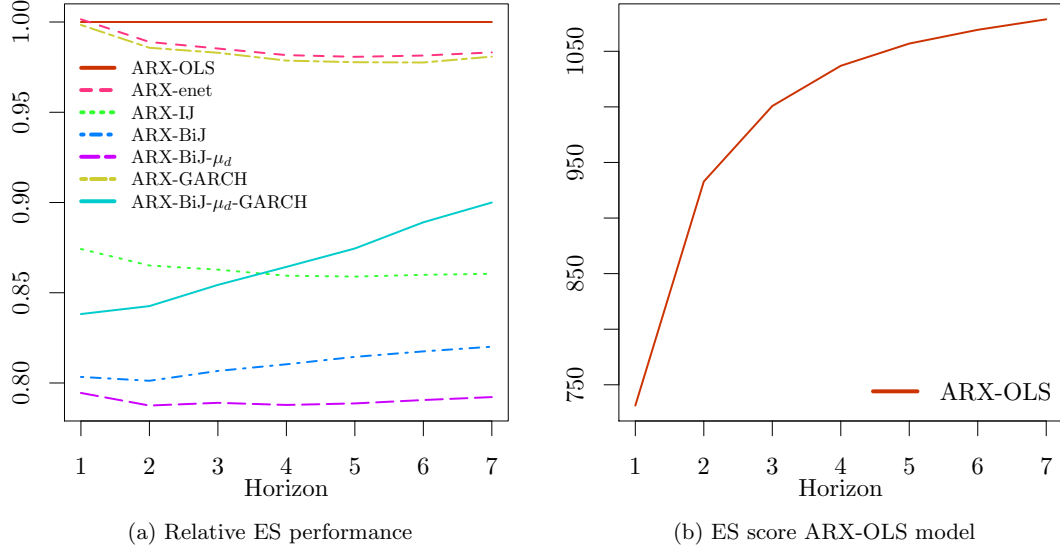 1.00
0.95
0.90
0.85
0.80
ARX-OLS
ARX-enet
ARX-IJ
ARX-BiJ
ARX-BiJ-μd
ARX-GARCH
ARX-BiJ-μd-GARCH
1 2 3 4 5 6 7
Horizon
(a) Relative ES performance
1050
950
850
750
ARX-OLS
1 2 3 4 5 6 7
Horizon
(b) ES score ARX-OLS model